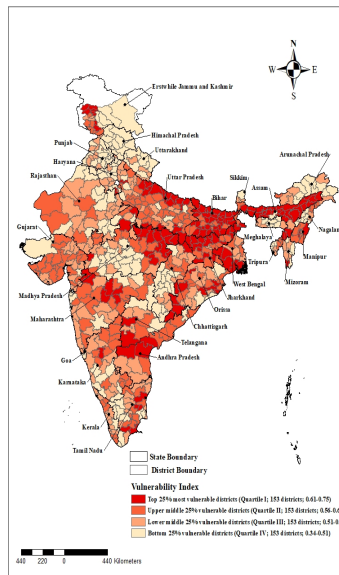 N
W E
S
Erstwhile Jammu and Kashmir
Himachal Pradesh
Punjab
Uttarakhand
Haryana
Arunachal Pradesh
Rajasthan
Uttar Pradesh
Sikkim
Assam
Bihar
Nagalan
Gujarat
Meghalaya
Manipur
Tripura
Mizoram
West Bengal
Madhya Pradesh
Jharkhand
Orissa
Maharashtra
Chhattisgarh
Telangana
Goa
Andhra Pradesh
Karnataka
Kerala
Tamil Nadu
State Boundary
District Boundary
Vulnerability Index
Top 25% most vulnerable districts (Quartile I; 153 districts; 0.61-0.75)
Upper middle 25% vulnerable districts (Quartile II; 153 districts; 0.56-0.6
Lower middle 25% vulnerable districts (Quartile III; 153 districts; 0.51-0
Bottom 25% vulnerable districts (Quartile IV; 153 districts; 0.34-0.51)
440 220 0 440 Kilometers